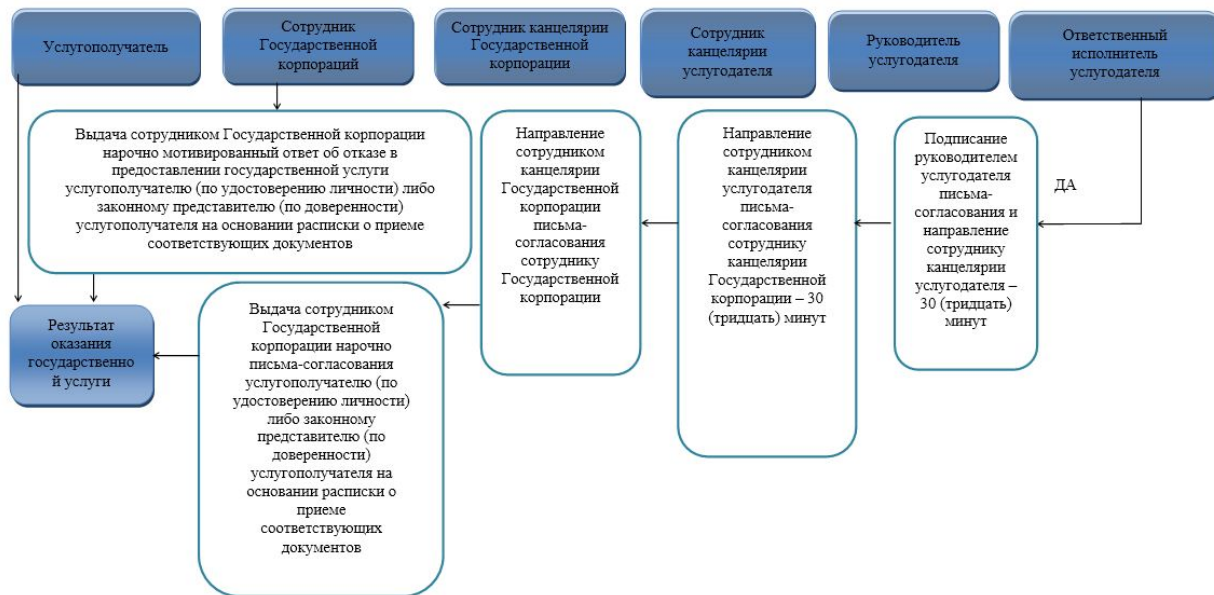 Услугополучатель
Сотрудник
Государственной
корпораций
Сотрудник канцелярии
Государственной
корпорации
Сотрудник
канцелярии
услугодателя
Руководитель
услугодателя
Ответственный
исполнитель
услугодателя
Выдача сотрудником Государственной корпорации
нарочно мотивированный ответ об отказе в
предоставлении государственной услуги
услугополучателю (по удостоверению личности) либо
законному представителю (по доверенности)
услугополучателя на основании расписки о приеме
соответствующих документов
Направление
сотрудником
канцелярии
Государственной
корпорации
письма-
согласования
сотруднику
Государственной
корпорации
Направление
сотрудником
канцелярии
услугодателя
письма-
согласования
сотруднику
канцелярии
Государственной
корпорации – 30
(тридцать) минут
Подписание
руководителем
услугодателя
письма-
согласования и
направление
сотруднику
канцелярии
услугодателя –
30 (тридцать)
минут
ДА
Результат
оказания
государственно
й услуги
Выдача сотрудником
Государственной
корпорации нарочно
письма-согласования
услугополучателю (по
удостоверению личности)
либо законному
представителю (по
доверенности)
услугополучателя на
основании расписки о
приеме
соответствующих
документов